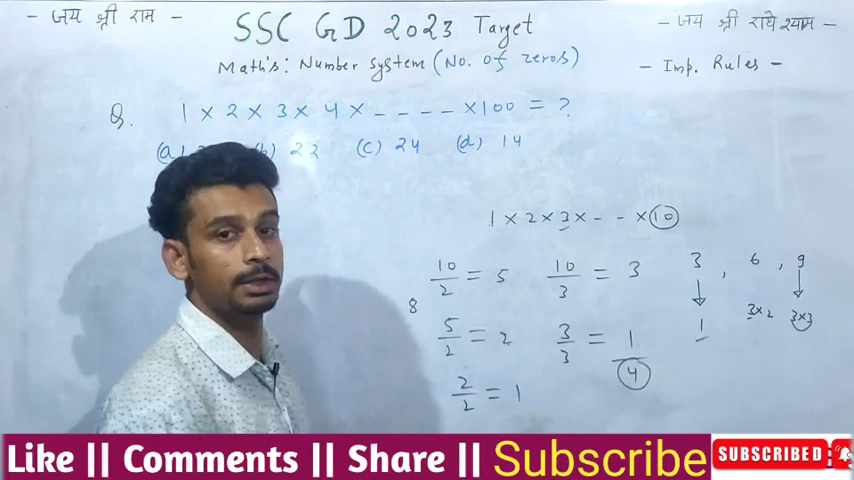 - जय श्री राम -
SSC GD 2023 Target
- जय श्री राधे श्याम -
Math's: Number system (No. of zeros)
- Imp. Rules -
Q. 1 × 2 × 3 × 4 × - - - - × 100 = ?
(a) (b) 22 (c) 24 (d) 14
1 × 2 × 3 × - - × 10
10/2 = 5 10/3 = 3 3, 6, 9
8 5/2 = 2 3/3 = 1 1 3×2 3×3
2/2 = 1 4
Like || Comments || Share || Subscribe
SUBSCRIBED